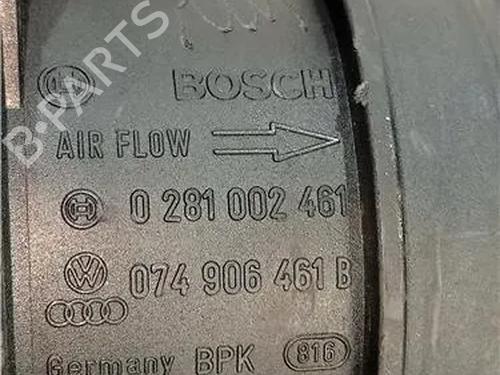 B-PARTS
BOSCH
AIR FLOW
0 281 002 461
074 906 461 B
Germany BPK 816